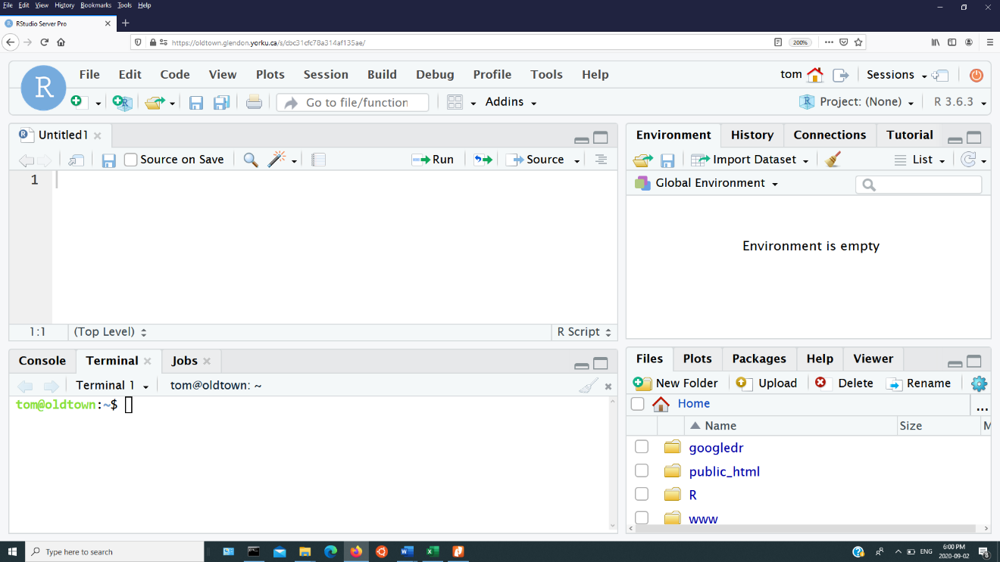 File Edit View History Bookmarks Tools Help
RStudio Server Pro
https://oldtown.glendon.yorku.ca/s/cbc31cfc78a314af135ae/ 200%
R File Edit Code View Plots Session Build Debug Profile Tools Help tom Sessions
Go to file/function Addins Project: (None) R 3.6.3
Untitled1
Source on Save Run Source
1
1:1 (Top Level) R Script
Environment History Connections Tutorial
Import Dataset List
Global Environment
Environment is empty
Console Terminal Jobs
Terminal 1 tom@oldtown: ~
tom@oldtown:~$
Files Plots Packages Help Viewer
New Folder Upload Delete Rename
Home ...
Name Size M
googledr
public_html
R
www
Type here to search ENG 6:00 PM
2020-09-02 8